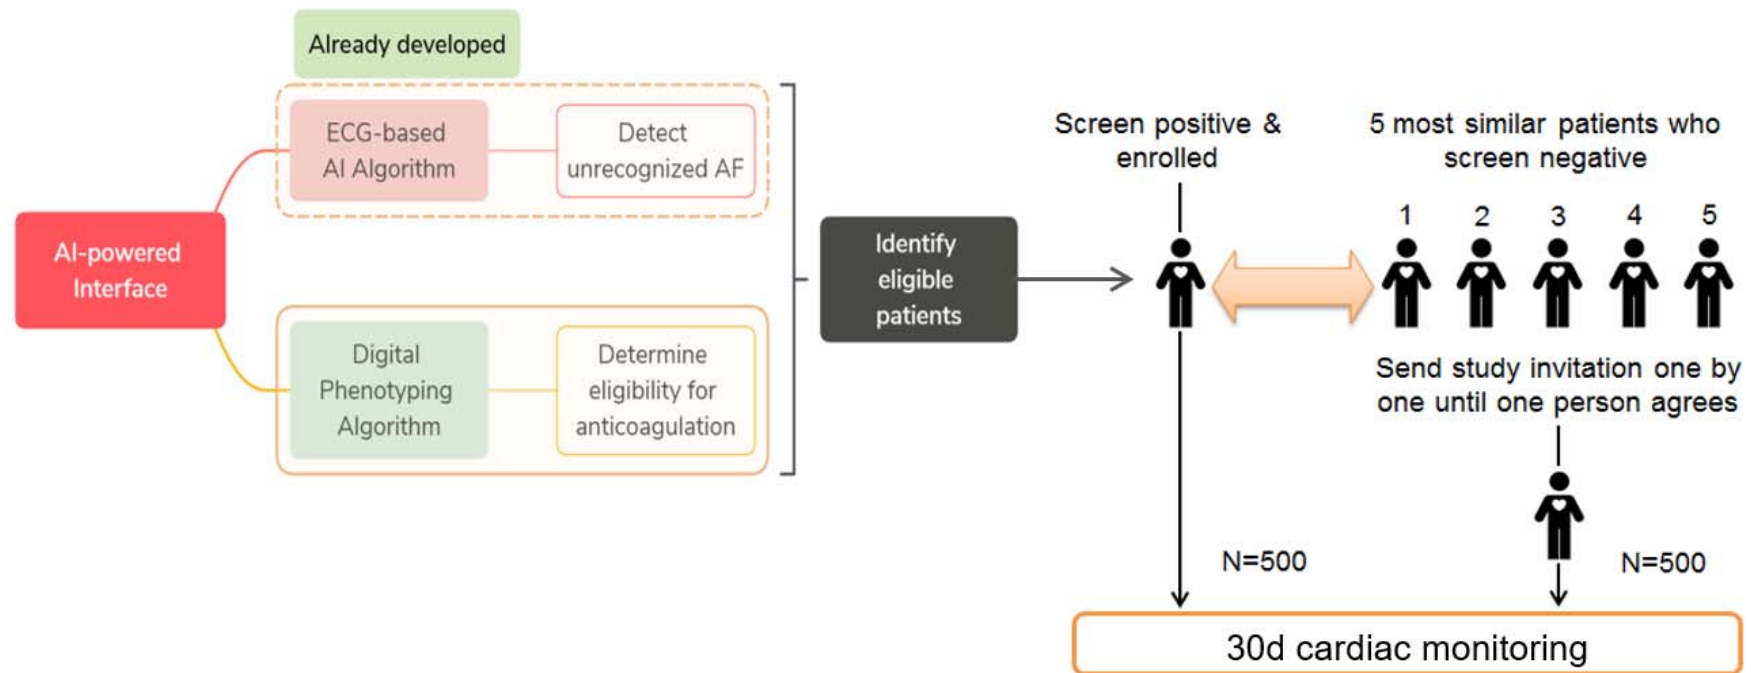 Already developed
ECG-based
AI Algorithm
Detect
unrecognized AF
AI-powered
Interface
Digital
Phenotyping
Algorithm
Determine
eligibility for
anticoagulation
Identify
eligible
patients
Screen positive &
enrolled
5 most similar patients who
screen negative
1 2 3 4 5
Send study invitation one by
one until one person agrees
N=500
N=500
30d cardiac monitoring